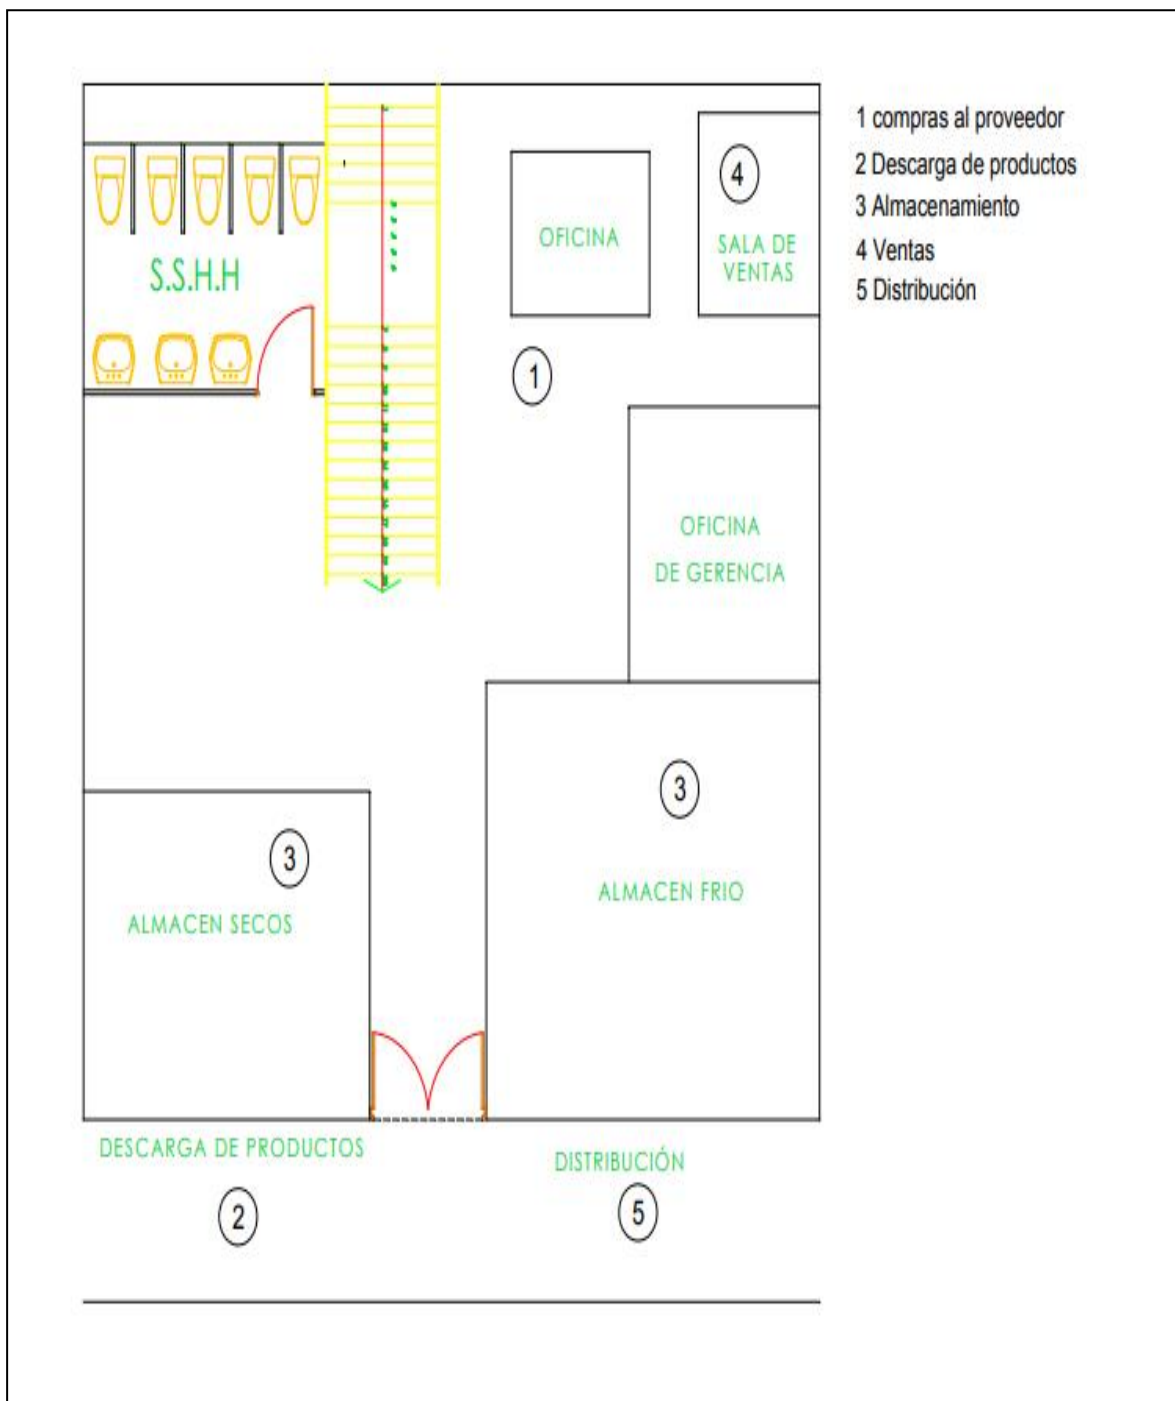 1 compras al proveedor
2 Descarga de productos
3 Almacenamiento
4 Ventas
5 Distribución
4
OFICINA
SALA DE
VENTAS
S.S.H.H
1
OFICINA
DE GERENCIA
3
3
ALMACEN FRIO
ALMACEN SECOS
DESCARGA DE PRODUCTOS
DISTRIBUCIÓN
2
5